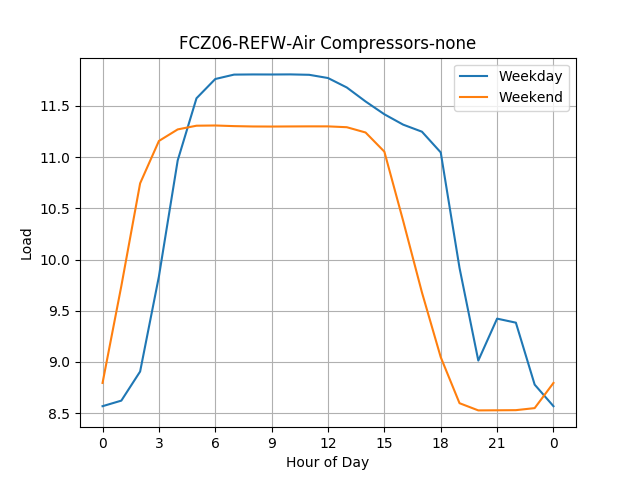 FCZ06-REFW-Air Compressors-none
Weekday
Weekend
11.5
11.0
10.5
10.0
9.5
9.0
8.5
Load
0 3 6 9 12 15 18 21 0
Hour of Day